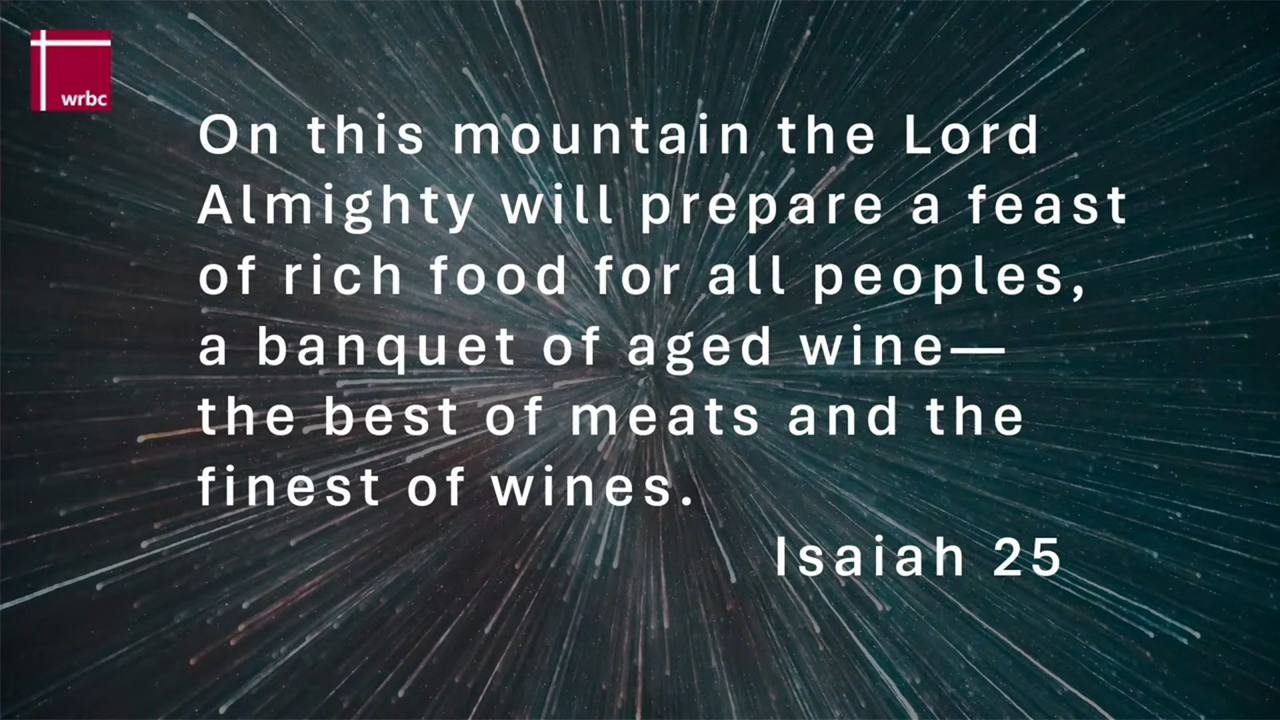 wrbc
On this mountain the Lord
Almighty will prepare a feast
of rich food for all peoples,
a banquet of aged wine—
the best of meats and the
finest of wines.
Isaiah 25